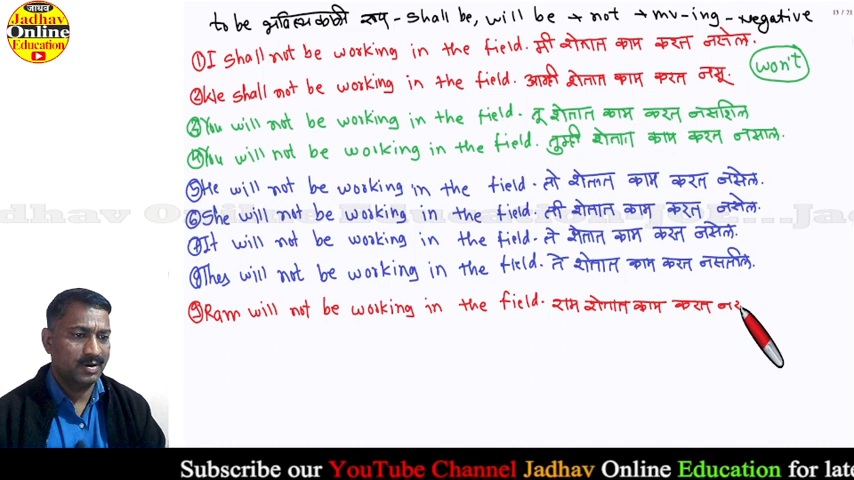 जाधव
Jadhav
Online
Education
to be भविष्यकाळी रूप - shall be, will be → not → mv-ing - negative
19 / 21
① I shall not be working in the field. मी शेतात काम करत नसेल.
② We shall not be working in the field. आम्ही शेतात काम करत नसू.
won't
③ You will not be working in the field. तू शेतात काम करत नसशिल
④ You will not be working in the field. तुम्ही शेतात काम करत नसाल.
⑤ He will not be working in the field. तो शेतात काम करत नसेल.
⑥ She will not be working in the field. ती शेतात काम करत नसेल.
⑦ It will not be working in the field. ते शेतात काम करत नसेल.
⑧ They will not be working in the field. ते शेतात काम करत नसतील.
⑨ Ram will not be working in the field. राम शेतात काम करत
Subscribe our YouTube Channel Jadhav Online Education for late